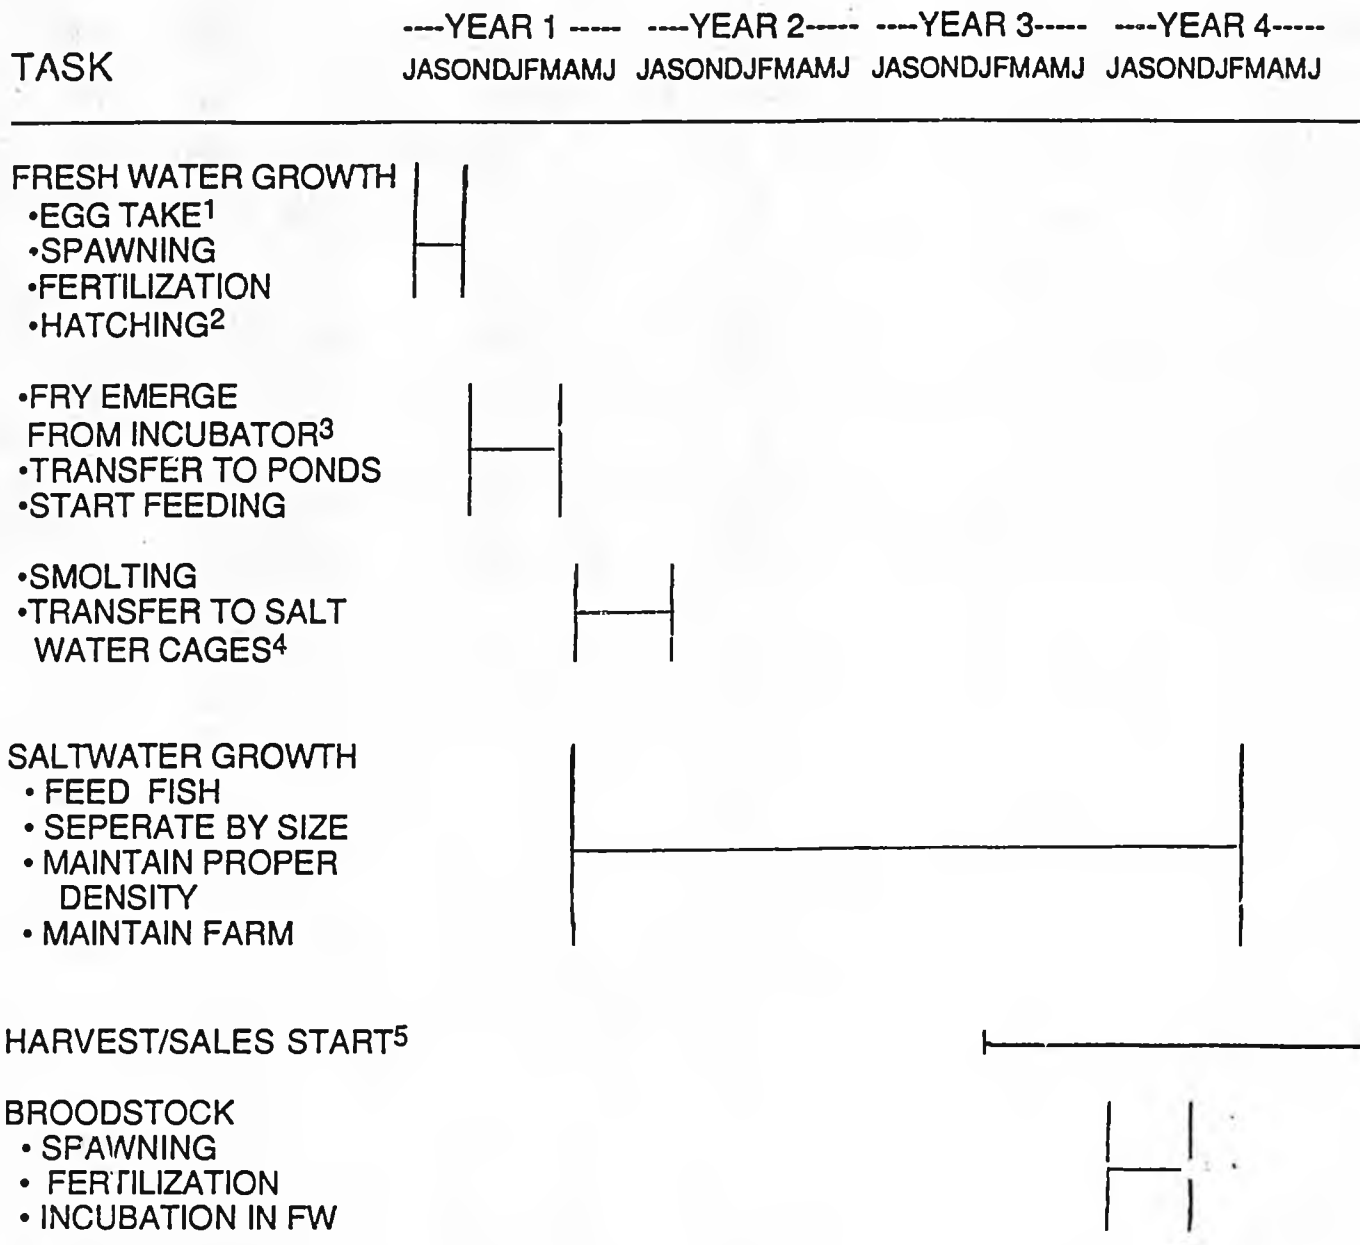 ----YEAR 1 ----- ----YEAR 2----- ----YEAR 3----- ----YEAR 4-----
TASK JASONDJFMAMJ JASONDJFMAMJ JASONDJFMAMJ JASONDJFMAMJ
FRESH WATER GROWTH
•EGG TAKE1
•SPAWNING
•FERTILIZATION
•HATCHING2
•FRY EMERGE
FROM INCUBATOR3
•TRANSFER TO PONDS
•START FEEDING
•SMOLTING
•TRANSFER TO SALT
WATER CAGES4
SALTWATER GROWTH
• FEED FISH
• SEPERATE BY SIZE
• MAINTAIN PROPER
DENSITY
• MAINTAIN FARM
HARVEST/SALES START5
BROODSTOCK
• SPAWNING
• FERTILIZATION
• INCUBATION IN FW